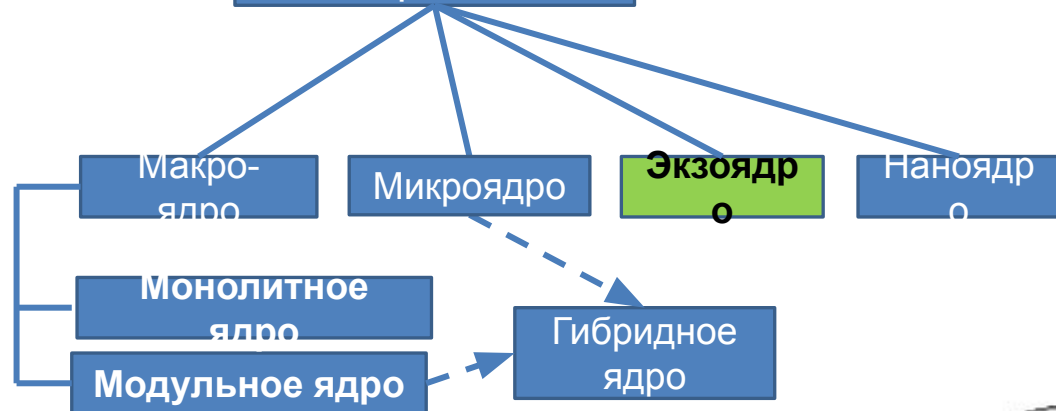 Макро-
ядро
Микроядро
Экзоядр
о
Наноядр
о
Монолитное
ядро
Модульное ядро
Гибридное
ядро